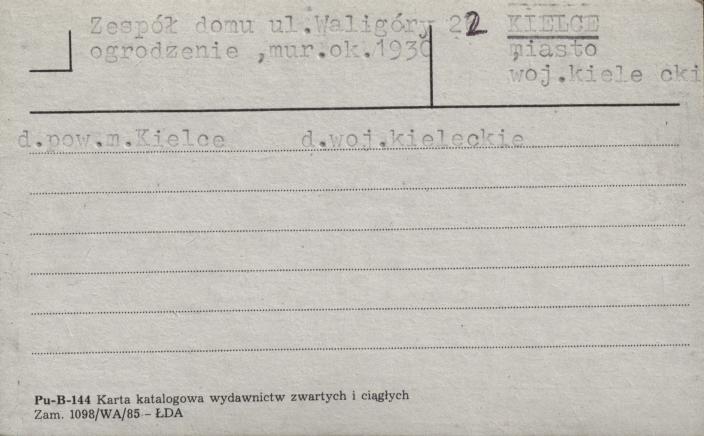 Zespół domu ul.Waligóry 22 KIELCE
ogrodzenie ,mur.ok.1930 miasto
woj.kiele cki
d.pow.m.Kielce d.woj.kieleckie
Pu-B-144 Karta katalogowa wydawnictw zwartych i ciągłych
Zam. 1098/WA/85 – ŁDA